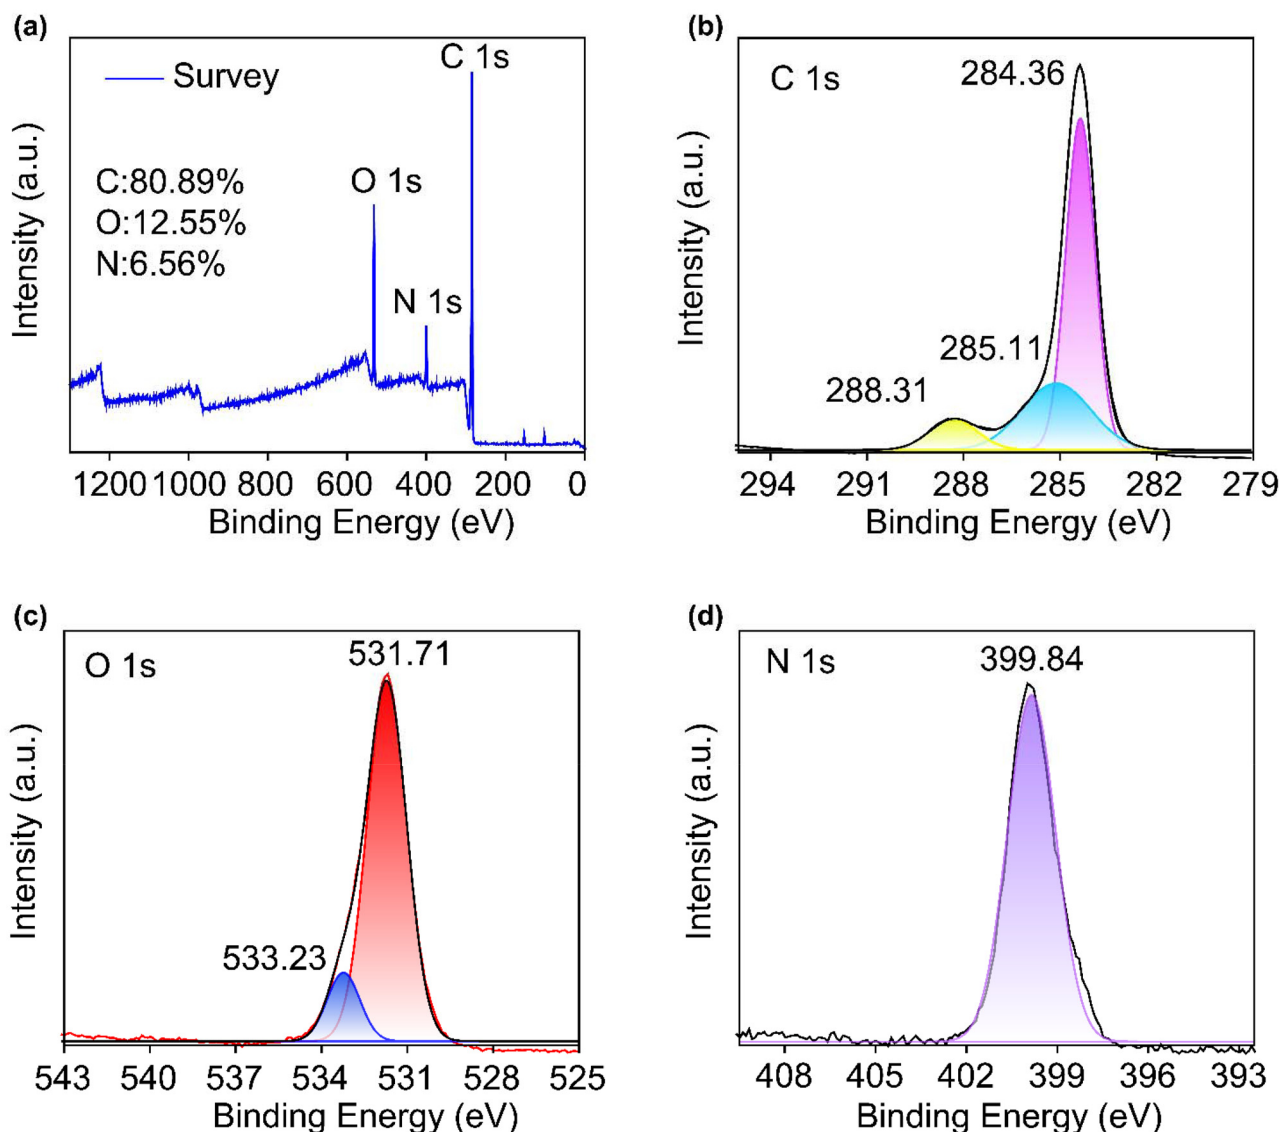 (a)
Survey
C 1s
O 1s
N 1s
C:80.89%
O:12.55%
N:6.56%
Intensity (a.u.)
1200 1000 800 600 400 200 0
Binding Energy (eV)
(b)
C 1s
284.36
285.11
288.31
Intensity (a.u.)
294 291 288 285 282 279
Binding Energy (eV)
(c)
O 1s
531.71
533.23
Intensity (a.u.)
543 540 537 534 531 528 525
Binding Energy (eV)
(d)
N 1s
399.84
Intensity (a.u.)
408 405 402 399 396 393
Binding Energy (eV)